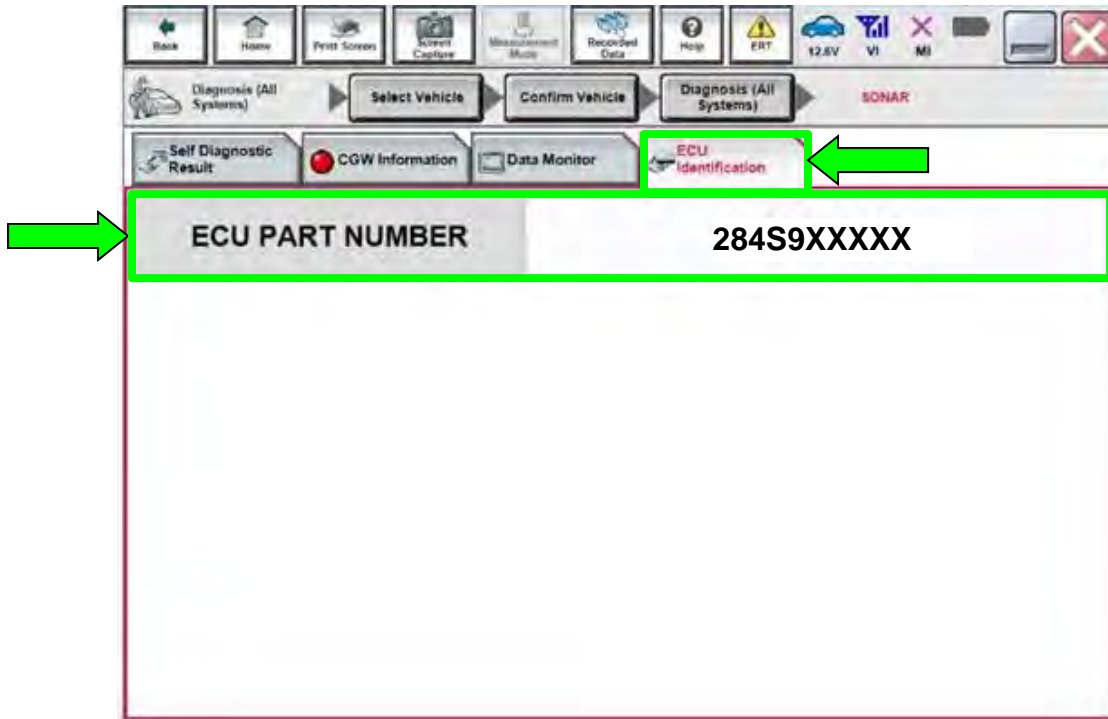 Back
Home
Print Screen
Screen
Capture
Measurement
Mode
Recorded
Data
Help
ERT
12.6V
VI
MI
Diagnosis (All
Systems)
Select Vehicle
Confirm Vehicle
Diagnosis (All
Systems)
SONAR
Self Diagnostic
Result
CGW Information
Data Monitor
ECU
Identification
ECU PART NUMBER
284S9XXXXX